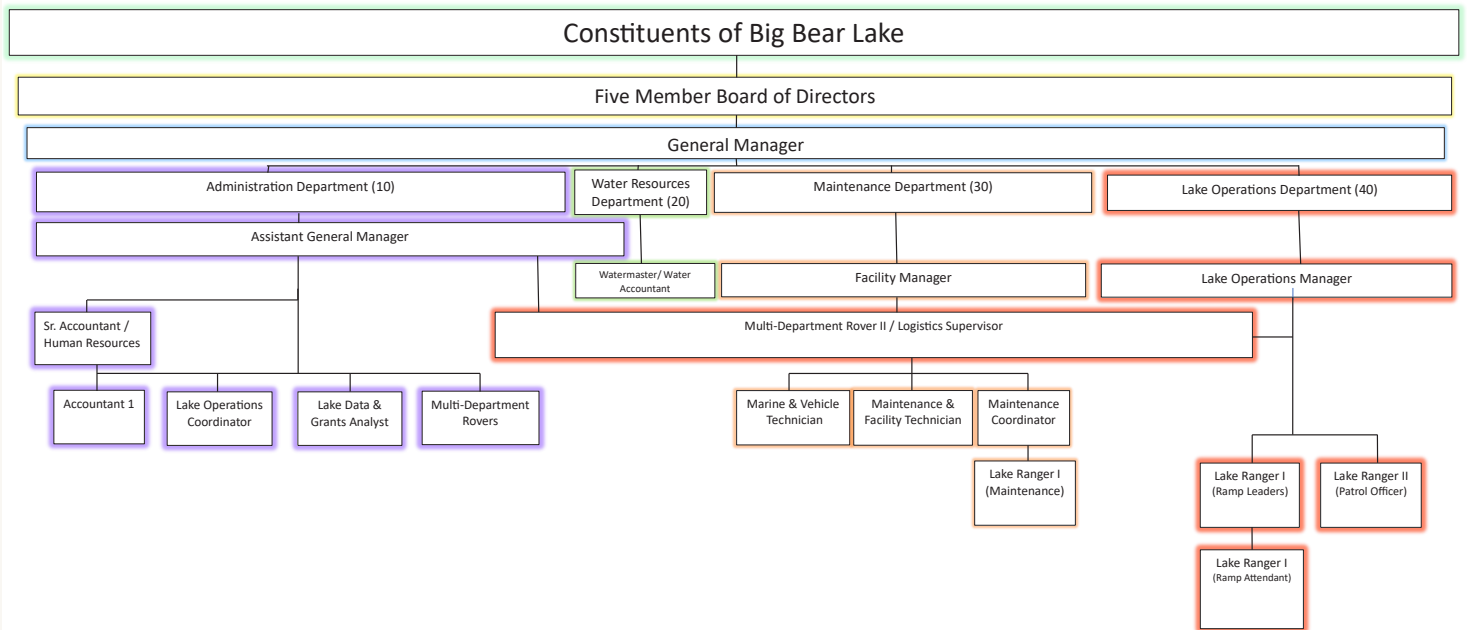 Constituents of Big Bear Lake
Five Member Board of Directors
General Manager
Administration Department (10)
Water Resources
Department (20)
Maintenance Department (30)
Lake Operations Department (40)
Assistant General Manager
Watermaster/ Water
Accountant
Facility Manager
Lake Operations Manager
Sr. Accountant /
Human Resources
Multi-Department Rover II / Logistics Supervisor
Accountant 1
Lake Operations
Coordinator
Lake Data &
Grants Analyst
Multi-Department
Rovers
Marine & Vehicle
Technician
Maintenance &
Facility Technician
Maintenance
Coordinator
Lake Ranger I
(Maintenance)
Lake Ranger I
(Ramp Leaders)
Lake Ranger II
(Patrol Officer)
Lake Ranger I
(Ramp Attendant)